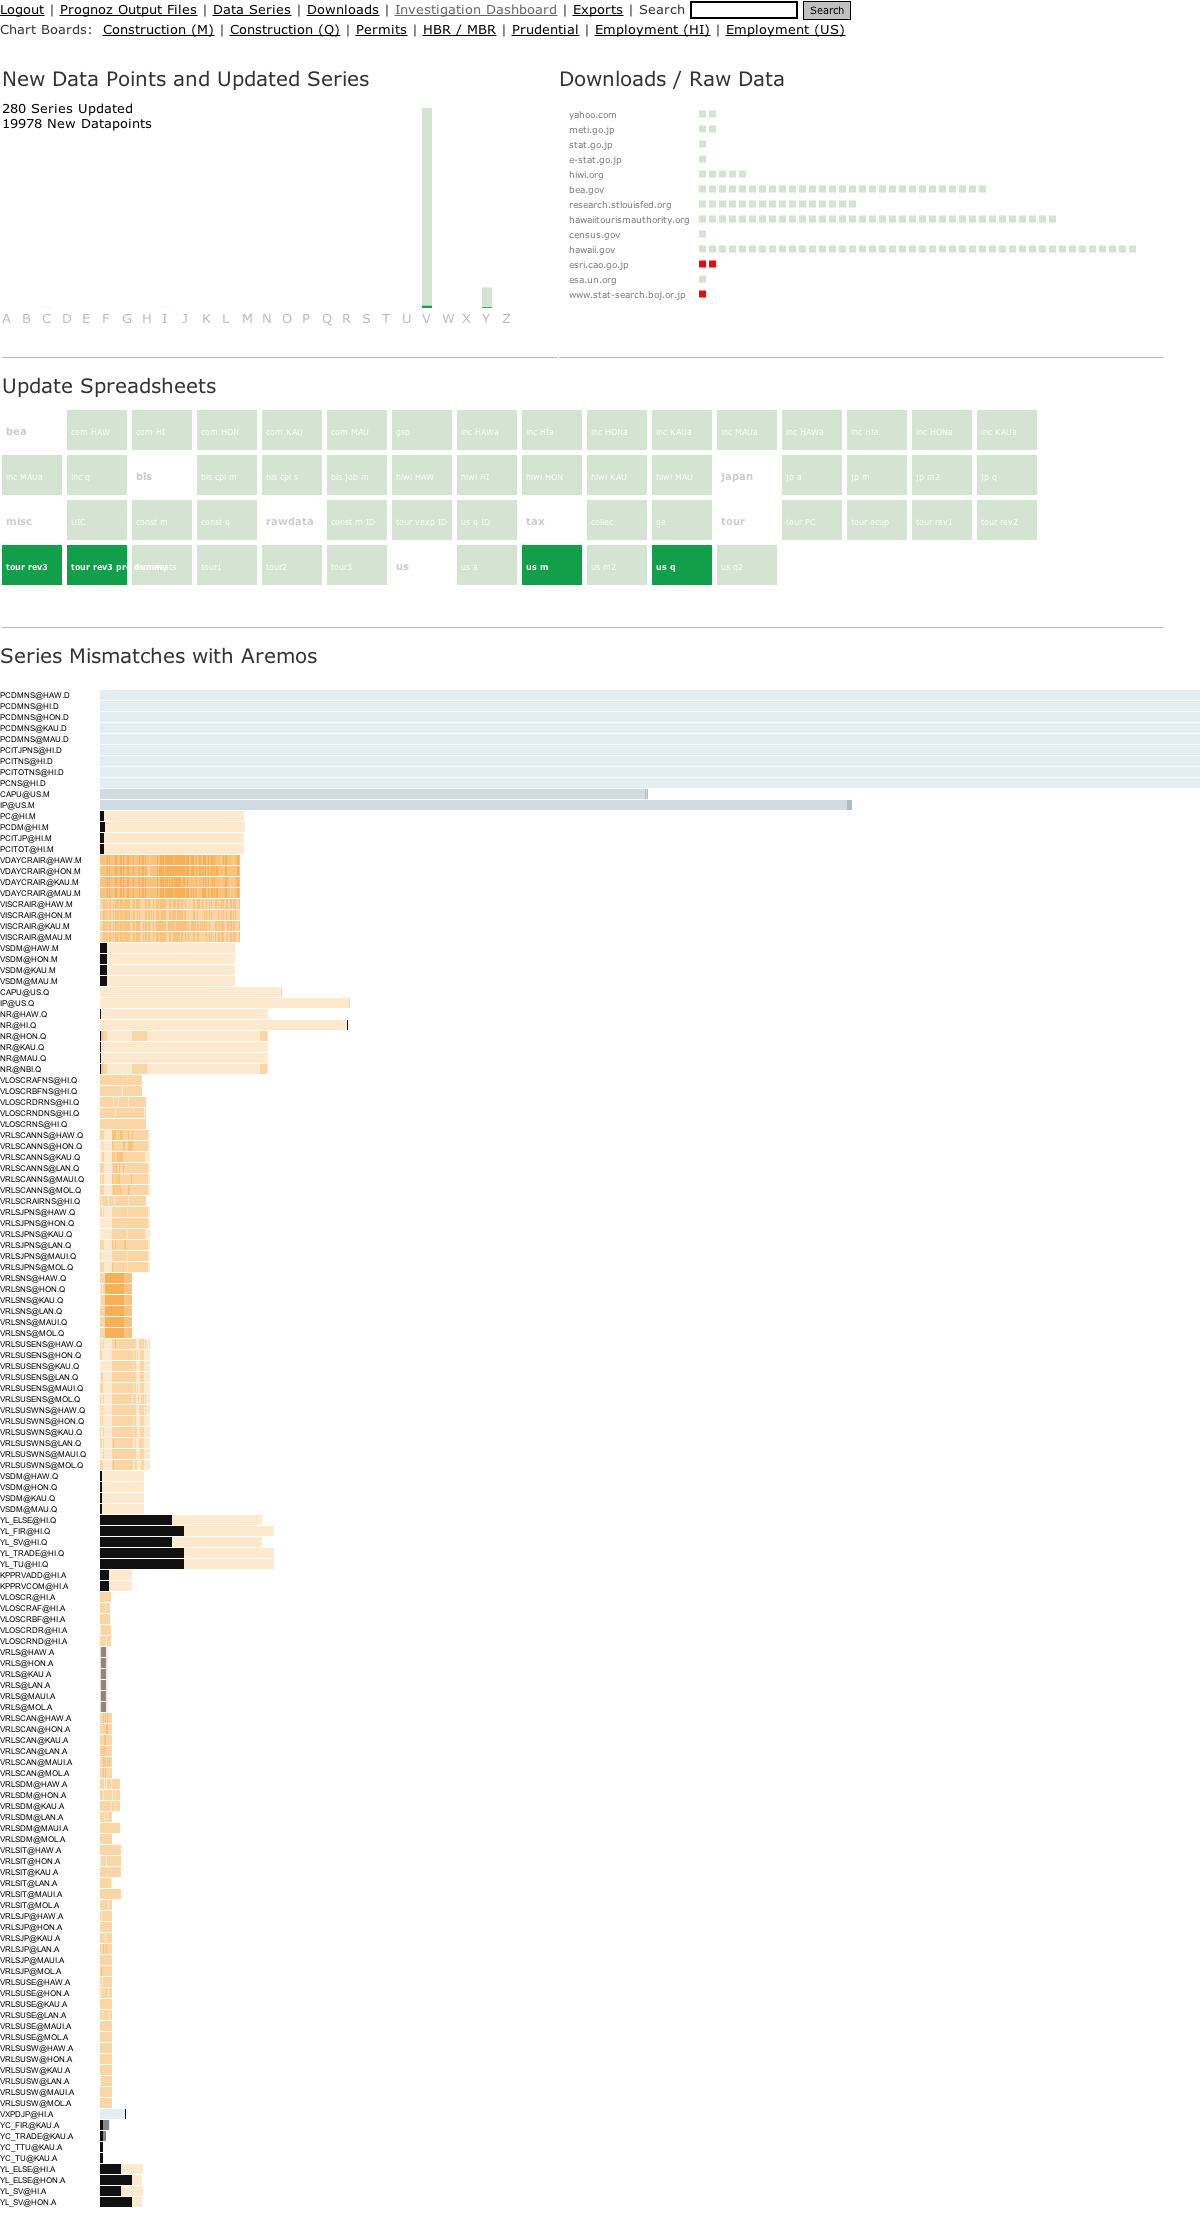 Logout | Prognoz Output Files | Data Series | Downloads | Investigation Dashboard | Exports | Search Search
Chart Boards: Construction (M) | Construction (Q) | Permits | HBR / MBR | Prudential | Employment (HI) | Employment (US)
New Data Points and Updated Series
280 Series Updated
19978 New Datapoints
A B C D E F G H I J K L M N O P Q R S T U V W X Y Z
Downloads / Raw Data
yahoo.com
meti.go.jp
stat.go.jp
e-stat.go.jp
hiwi.org
bea.gov
research.stlouisfed.org
hawaiitourismauthority.org
census.gov
hawaii.gov
esri.cao.go.jp
esa.un.org
www.stat-search.boj.or.jp
Update Spreadsheets
bea com HAW com HI com HON com KAU com MAU gsp inc HAWa inc HIa inc HONa inc KAUa inc MAUa inc HAWa inc HIa inc HONa inc KAUa
inc MAUa inc q bls bls cpi m bls cpi s bls job m hiwi HAW hiwi HI hiwi HON hiwi KAU hiwi MAU japan jp a jp m jp m2 jp q
misc UIC const m const q rawdata const m ID tour vexp ID us q ID tax collec ge tour tour PC tour ocup tour rsv1 tour rev2
tour rev3 tour rev3 pre dummy tour1 tour2 tour3 us us a us m us m2 us q us q2
Series Mismatches with Aremos
PCDMNS@HAW.D
PCDMNS@HI.D
PCDMNS@HON.D
PCDMNS@KAU.D
PCDMNS@MAU.D
PCITJPNS@HI.D
PCITNS@HI.D
PCITOTNS@HI.D
PCNS@HI.D
CAPU@US.M
IP@US.M
PC@HI.M
PCDM@HI.M
PCITJP@HI.M
PCITOT@HI.M
VDAYCRAIR@HAW.M
VDAYCRAIR@HON.M
VDAYCRAIR@KAU.M
VDAYCRAIR@MAU.M
VISCRAIR@HAW.M
VISCRAIR@HON.M
VISCRAIR@KAU.M
VISCRAIR@MAU.M
VSDM@HAW.M
VSDM@HON.M
VSDM@KAU.M
VSDM@MAU.M
CAPU@US.Q
IP@US.Q
NR@HAW.Q
NR@HI.Q
NR@HON.Q
NR@KAU.Q
NR@MAU.Q
NR@NBI.Q
VLOSCRAFNS@HI.Q
VLOSCRBFNS@HI.Q
VLOSCRDRNS@HI.Q
VLOSCRNDNS@HI.Q
VLOSCRNS@HI.Q
VRLSCANNS@HAW.Q
VRLSCANNS@HON.Q
VRLSCANNS@KAU.Q
VRLSCANNS@LAN.Q
VRLSCANNS@MAUI.Q
VRLSCANNS@MOL.Q
VRLSCRAIRNS@HI.Q
VRLSJPNS@HAW.Q
VRLSJPNS@HON.Q
VRLSJPNS@KAU.Q
VRLSJPNS@LAN.Q
VRLSJPNS@MAUI.Q
VRLSJPNS@MOL.Q
VRLSNS@HAW.Q
VRLSNS@HON.Q
VRLSNS@KAU.Q
VRLSNS@LAN.Q
VRLSNS@MAUI.Q
VRLSNS@MOL.Q
VRLSUSENS@HAW.Q
VRLSUSENS@HON.Q
VRLSUSENS@KAU.Q
VRLSUSENS@LAN.Q
VRLSUSENS@MAUI.Q
VRLSUSENS@MOL.Q
VRLSUSWNS@HAW.Q
VRLSUSWNS@HON.Q
VRLSUSWNS@KAU.Q
VRLSUSWNS@LAN.Q
VRLSUSWNS@MAUI.Q
VRLSUSWNS@MOL.Q
VSDM@HAW.Q
VSDM@HON.Q
VSDM@KAU.Q
VSDM@MAU.Q
YL_ELSE@HI.Q
YL_FIR@HI.Q
YL_SV@HI.Q
YL_TRADE@HI.Q
YL_TU@HI.Q
KPPRVADD@HI.A
KPPRVCOM@HI.A
VLOSCR@HI.A
VLOSCRAF@HI.A
VLOSCRBF@HI.A
VLOSCRDR@HI.A
VLOSCRND@HI.A
VRLS@HAW.A
VRLS@HON.A
VRLS@KAU.A
VRLS@LAN.A
VRLS@MAUI.A
VRLS@MOL.A
VRLSCAN@HAW.A
VRLSCAN@HON.A
VRLSCAN@KAU.A
VRLSCAN@LAN.A
VRLSCAN@MAUI.A
VRLSCAN@MOL.A
VRLSDM@HAW.A
VRLSDM@HON.A
VRLSDM@KAU.A
VRLSDM@LAN.A
VRLSDM@MAUI.A
VRLSDM@MOL.A
VRLSIT@HAW.A
VRLSIT@HON.A
VRLSIT@KAU.A
VRLSIT@LAN.A
VRLSIT@MAUI.A
VRLSIT@MOL.A
VRLSJP@HAW.A
VRLSJP@HON.A
VRLSJP@KAU.A
VRLSJP@LAN.A
VRLSJP@MAUI.A
VRLSJP@MOL.A
VRLSUSE@HAW.A
VRLSUSE@HON.A
VRLSUSE@KAU.A
VRLSUSE@LAN.A
VRLSUSE@MAUI.A
VRLSUSE@MOL.A
VRLSUSW@HAW.A
VRLSUSW@HON.A
VRLSUSW@KAU.A
VRLSUSW@LAN.A
VRLSUSW@MAUI.A
VRLSUSW@MOL.A
VXPDJP@HI.A
YC_FIR@KAU.A
YC_TRADE@KAU.A
YC_TTU@KAU.A
YC_TU@KAU.A
YL_ELSE@HI.A
YL_ELSE@HON.A
YL_SV@HI.A
YL_SV@HON.A